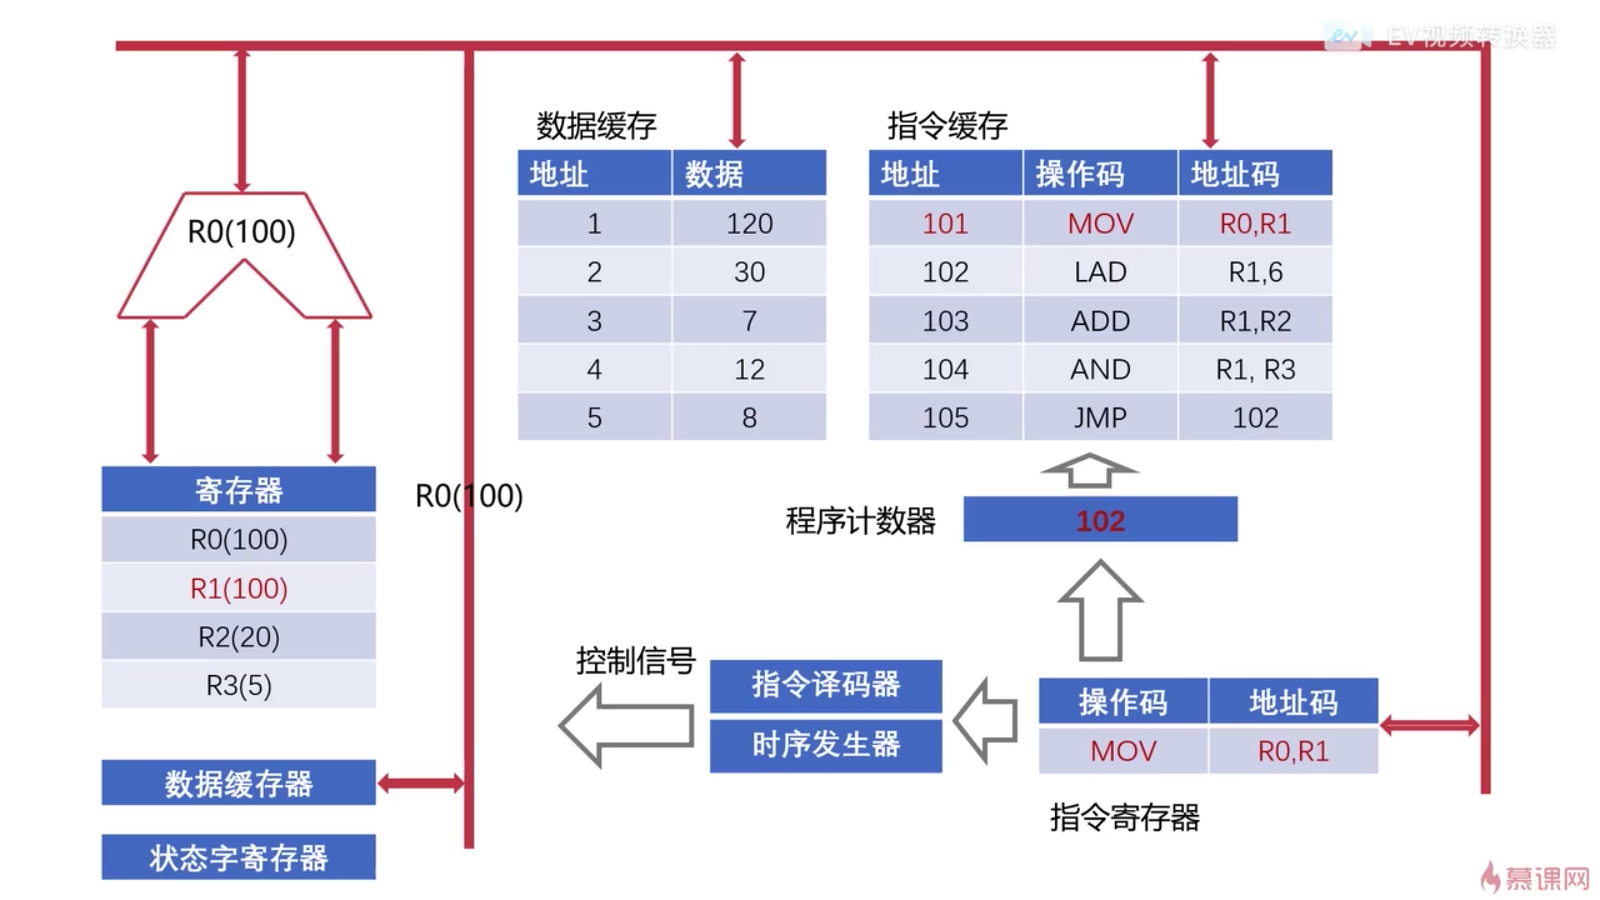 EV视频转换器
R0(100)
数据缓存
地址 数据
1 120
2 30
3 7
4 12
5 8
指令缓存
地址 操作码 地址码
101 MOV R0,R1
102 LAD R1,6
103 ADD R1,R2
104 AND R1, R3
105 JMP 102
寄存器
R0(100)
R1(100)
R2(20)
R3(5)
R0(100)
程序计数器 102
控制信号
指令译码器
时序发生器
操作码 地址码
MOV R0,R1
指令寄存器
数据缓存器
状态字寄存器
慕课网